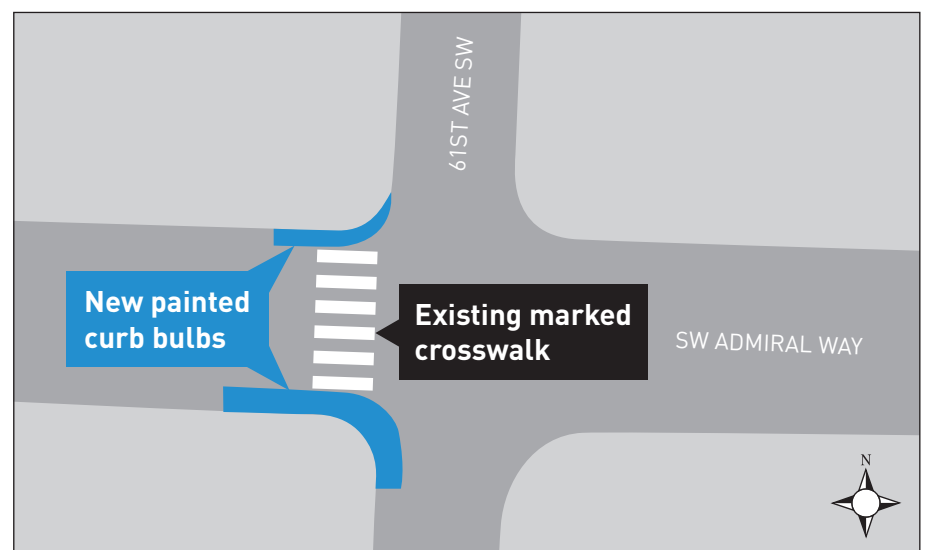 61ST AVE SW
New painted
curb bulbs
Existing marked
crosswalk
SW ADMIRAL WAY
N